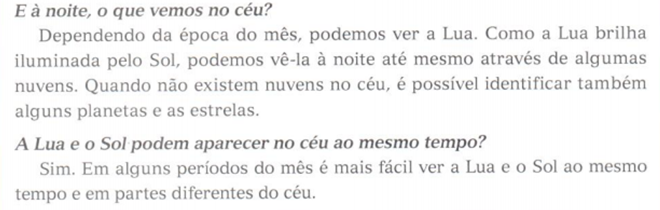 E à noite, o que vemos no céu?
Dependendo da época do mês, podemos ver a Lua. Como a Lua brilha
iluminada pelo Sol, podemos vê-la à noite até mesmo através de algumas
nuvens. Quando não existem nuvens no céu, é possível identificar também
alguns planetas e as estrelas.
A Lua e o Sol podem aparecer no céu ao mesmo tempo?
Sim. Em alguns períodos do mês é mais fácil ver a Lua e o Sol ao mesmo
tempo e em partes diferentes do céu.